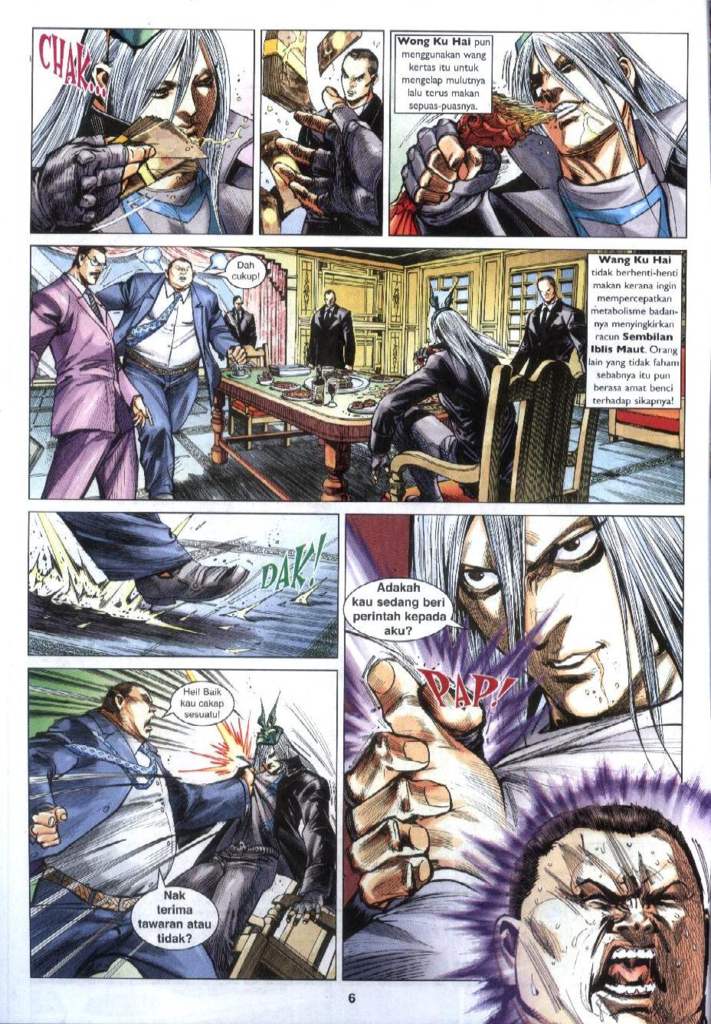 CHAK...
Wong Ku Hai pun
menggunakan wang
kertas itu untuk
mengelap mulutnya
lalu terus makan
sepuas-puasnya.
Dah
cukup!
Wang Ku Hai
tidak berhenti-henti
makan kerana ingin
mempercepatkan
metabolisme badan-
nya menyingkirkan
racun Sembilan
Iblis Maut. Orang
lain yang tidak faham
sebabnya itu pun
berasa amat benci
terhadap sikapnya!
DAK!
Adakah
kau sedang beri
perintah kepada
aku?
PAP!
Hei! Baik
kau cakap
sesuatu!
Nak
terima
tawaran atau
tidak?
6